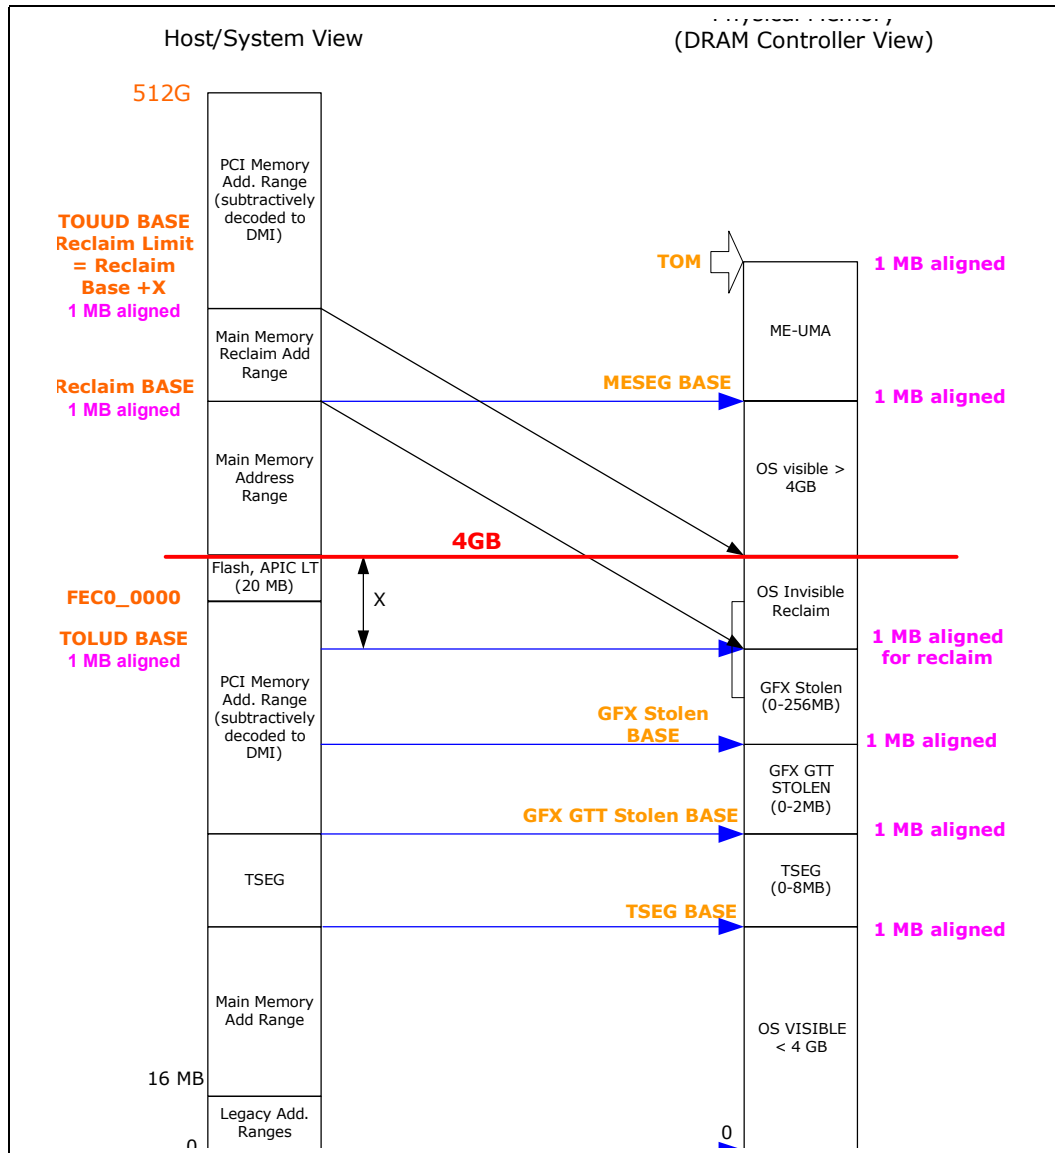 Host/System View
Physical Memory
(DRAM Controller View)
512G
PCI Memory
Add. Range
(subtractively
decoded to
DMI)
TOUUD BASE
Reclaim Limit
= Reclaim
Base +X
1 MB aligned
TOM
1 MB aligned
Main Memory
Reclaim Add
Range
ME-UMA
Reclaim BASE
1 MB aligned
MESEG BASE
1 MB aligned
Main Memory
Address
Range
OS visible >
4GB
4GB
Flash, APIC LT
(20 MB)
X
OS Invisible
Reclaim
FEC0_0000
TOLUD BASE
1 MB aligned
1 MB aligned
for reclaim
PCI Memory
Add. Range
(subtractively
decoded to
DMI)
GFX Stolen
(0-256MB)
GFX Stolen
BASE
1 MB aligned
GFX GTT
STOLEN
(0-2MB)
GFX GTT Stolen BASE
1 MB aligned
TSEG
TSEG
(0-8MB)
TSEG BASE
1 MB aligned
Main Memory
Add Range
OS VISIBLE
< 4 GB
16 MB
Legacy Add.
Ranges
0
0